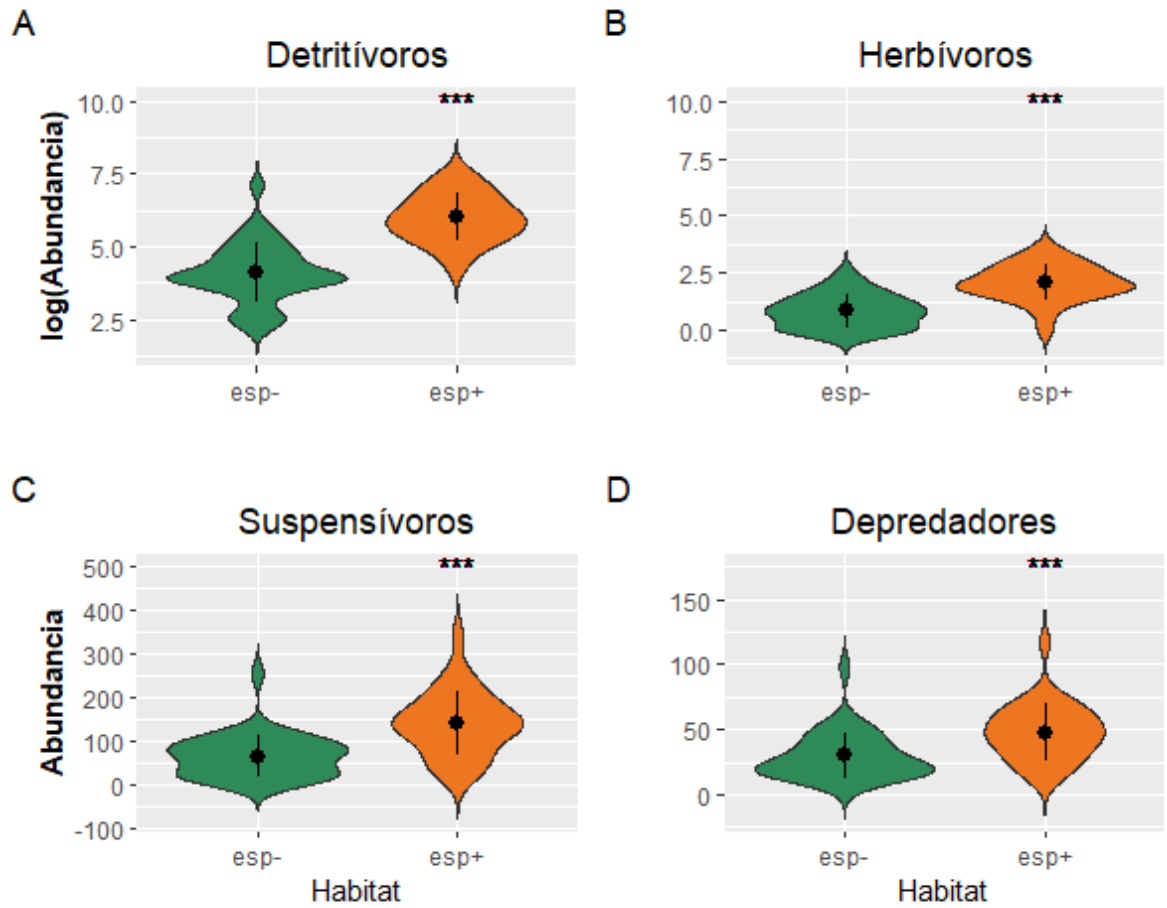 A
Detritívoros
***
log(Abundancia)
10.0
7.5
5.0
2.5
esp-
esp+
B
Herbívoros
***
10.0
7.5
5.0
2.5
0.0
esp-
esp+
C
Suspensívoros
***
Abundancia
500
400
300
200
100
0
-100
esp-
esp+
Habitat
D
Depredadores
***
150
100
50
0
esp-
esp+
Habitat